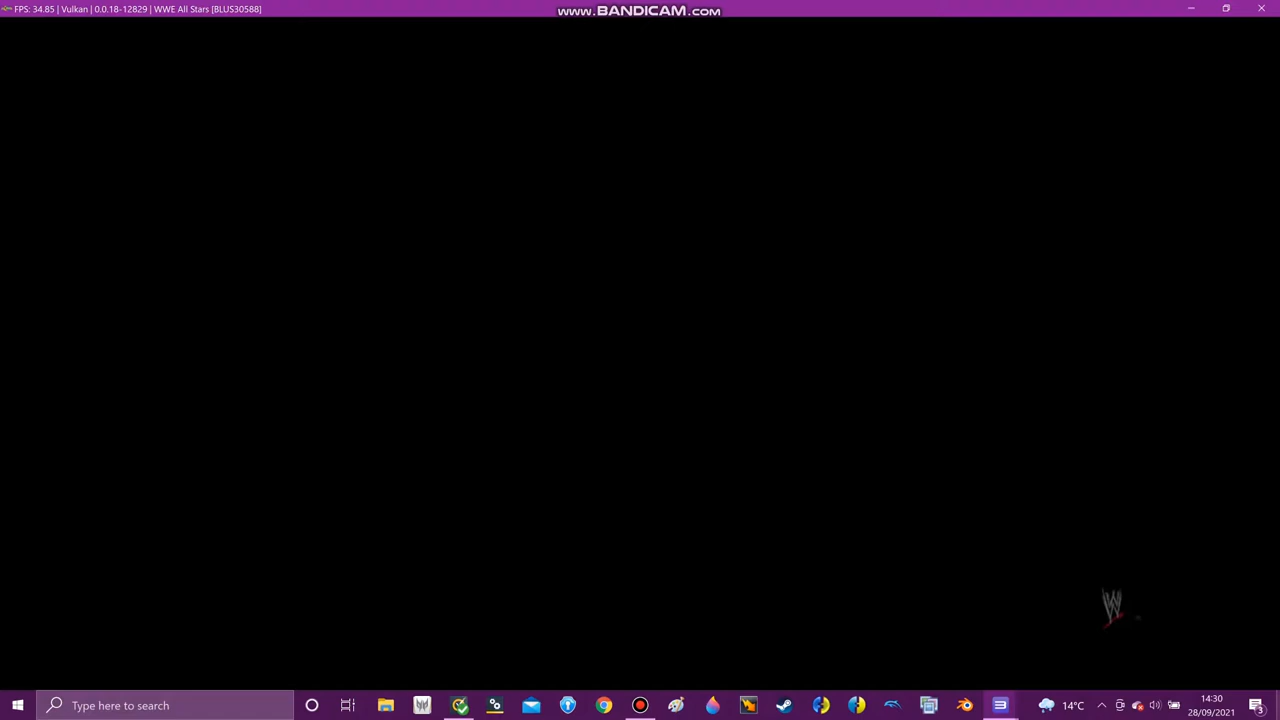 FPS: 34.85 | Vulkan | 0.0.18-12829 | WWE All Stars [BLUS30588]
www.BANDICAM.com
W
Type here to search
14°C
14:30
28/09/2021
3